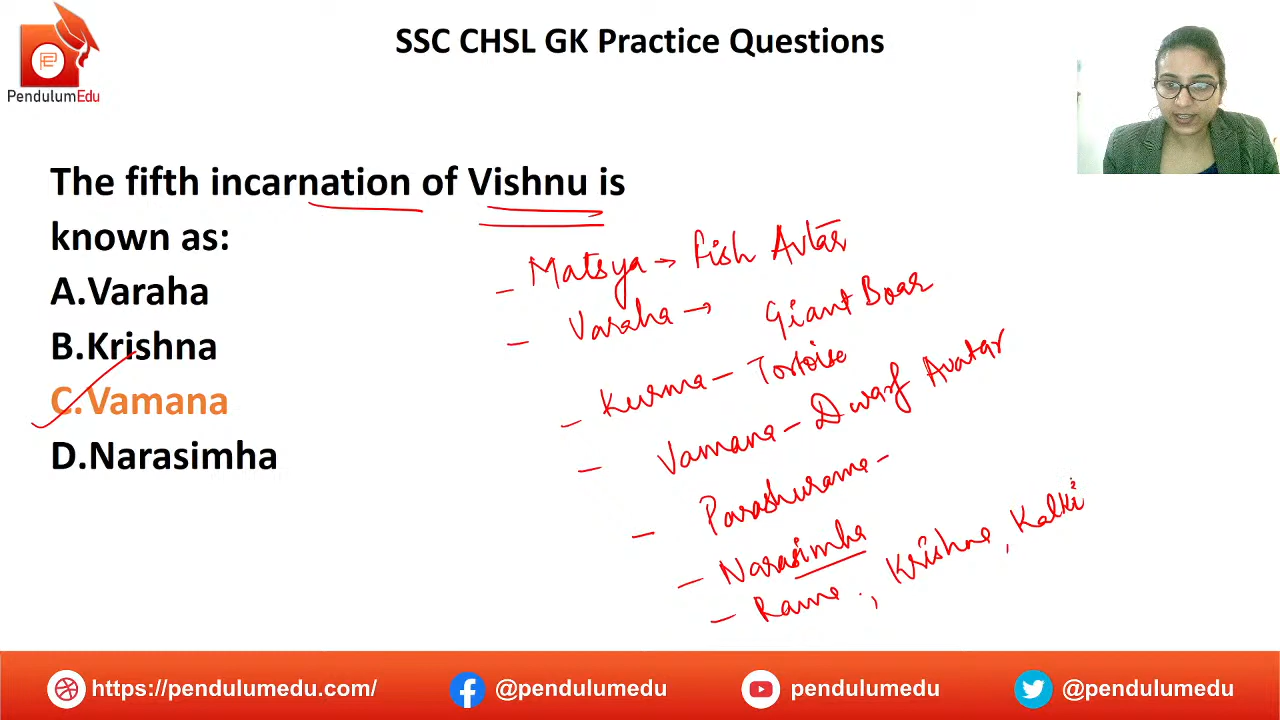 SSC CHSL GK Practice Questions
PendulumEdu
The fifth incarnation of Vishnu is
known as:
A.Varaha
B.Krishna
C.Vamana
D.Narasimha
– Matsya → Fish Avtar
– Varaha → Giant Boar
– Kurma – Tortoise
– Vamana – Dwarf Avatar
– Parashurama –
– Narasimha
– Rama , Krishna, Kalki
https://pendulumedu.com/
@pendulumedu
pendulumedu
@pendulumedu